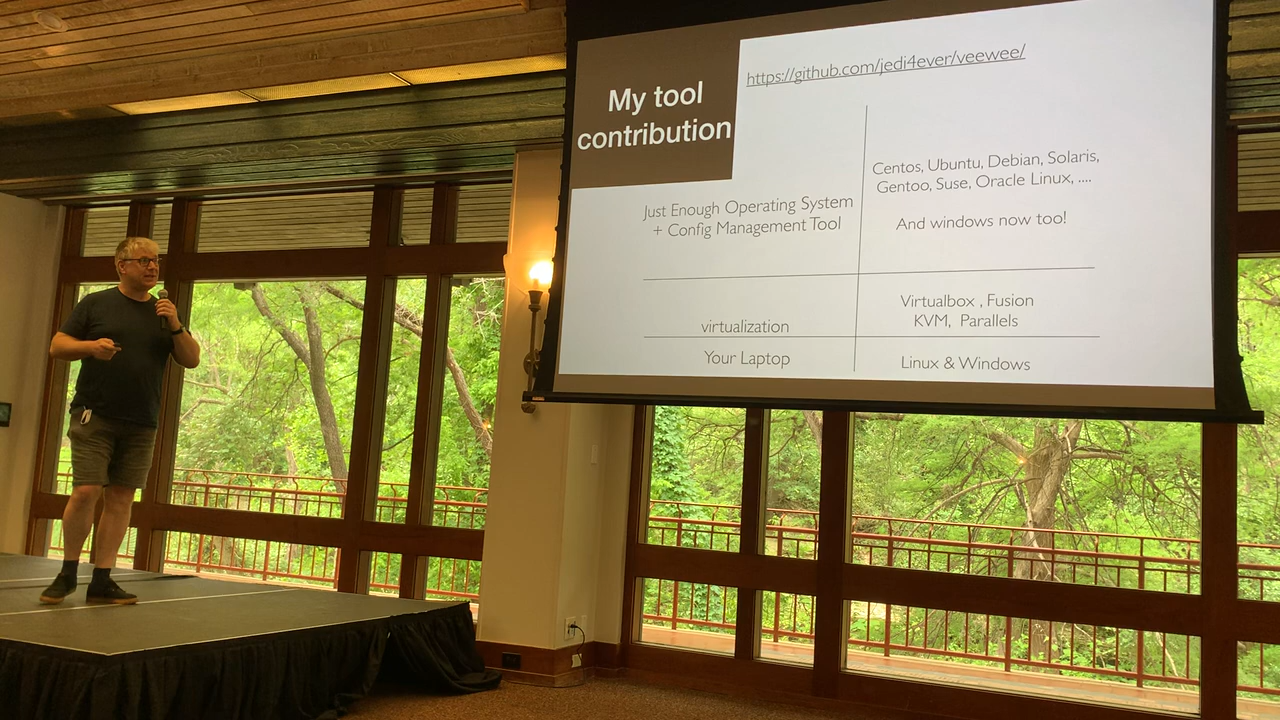 My tool
contribution
https://github.com/jedi4ever/veewee/
Just Enough Operating System
+ Config Management Tool
Centos, Ubuntu, Debian, Solaris,
Gentoo, Suse, Oracle Linux, ....
And windows now too!
virtualization
Virtualbox , Fusion
KVM, Parallels
Your Laptop
Linux & Windows